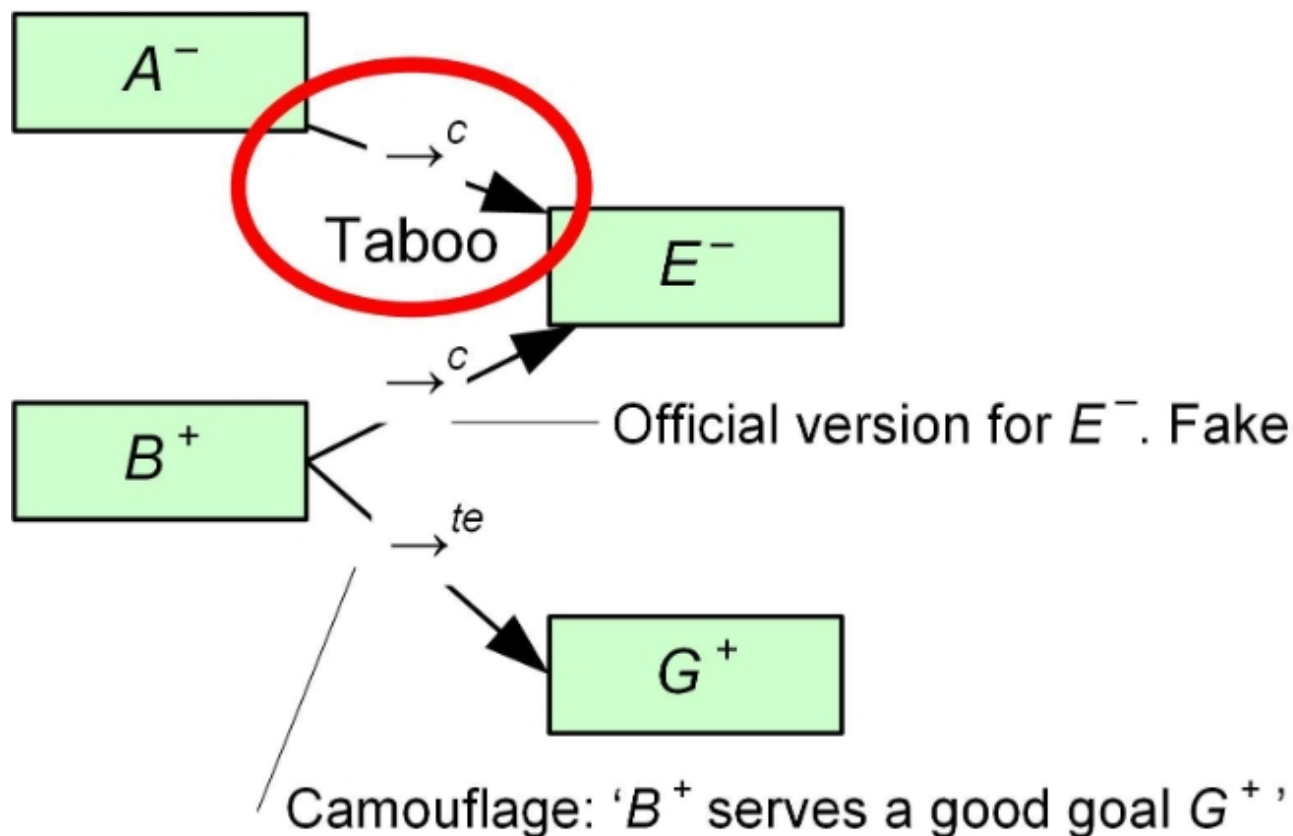 A⁻
→ᶜ
Taboo
E⁻
→ᶜ
Official version for E⁻. Fake
B⁺
→ᵗᵉ
G⁺
Camouflage: ‘B⁺ serves a good goal G⁺ ’